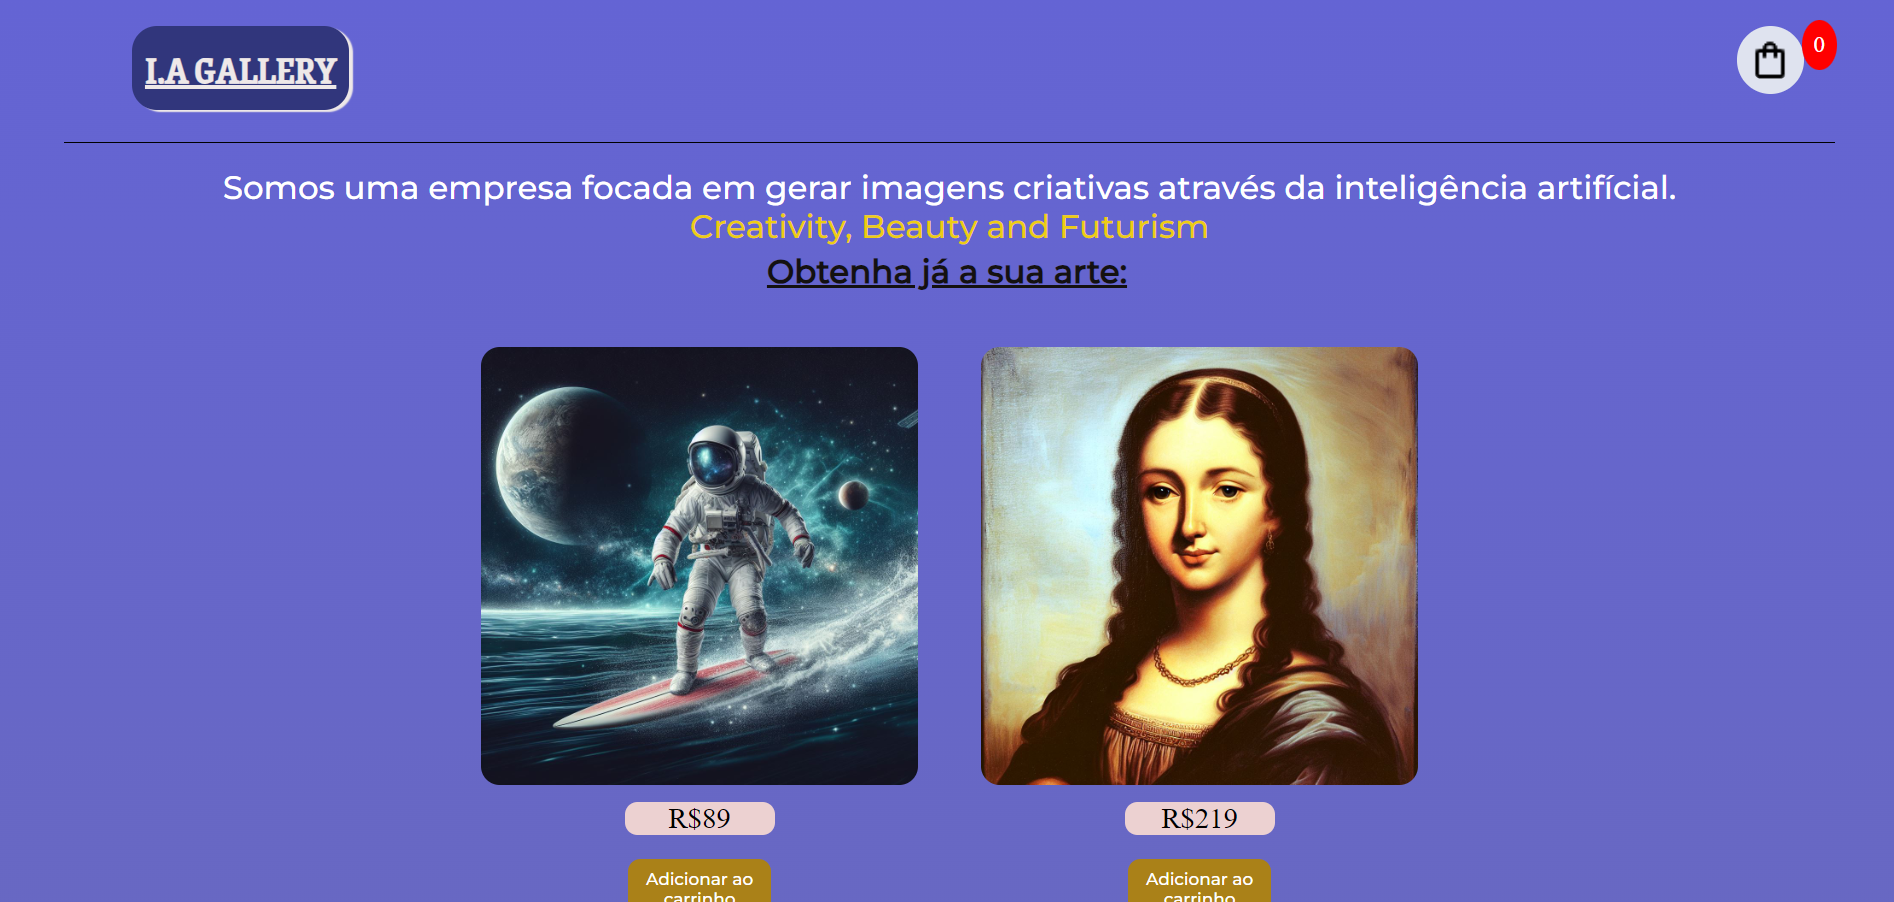 I.A GALLERY
0
Somos uma empresa focada em gerar imagens criativas através da inteligência artifícial.
Creativity, Beauty and Futurism
Obtenha já a sua arte:
R$89
R$219
Adicionar ao
carrinho
Adicionar ao
carrinho